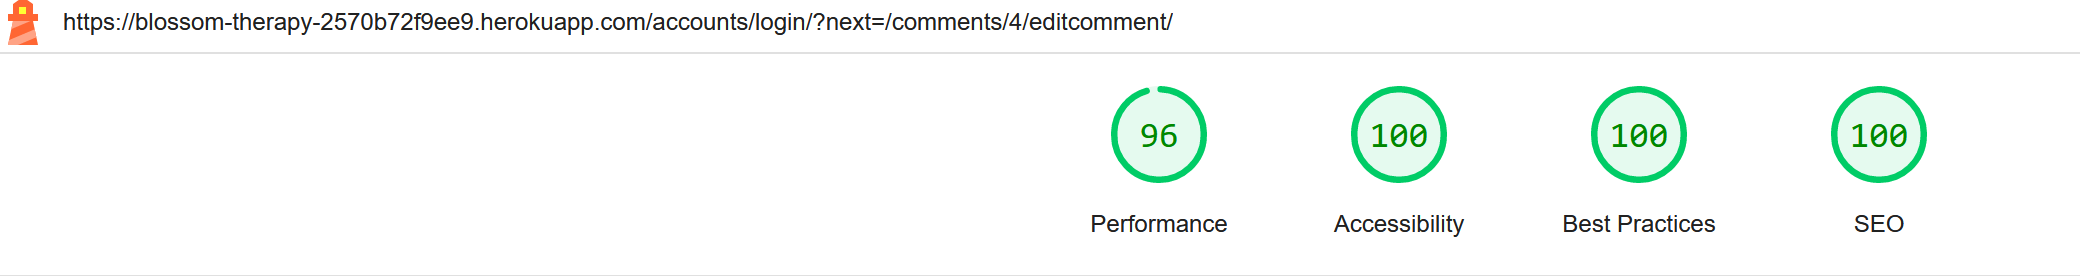 https://blossom-therapy-2570b72f9ee9.herokuapp.com/accounts/login/?next=/comments/4/editcomment/
96 100 100 100
Performance Accessibility Best Practices SEO